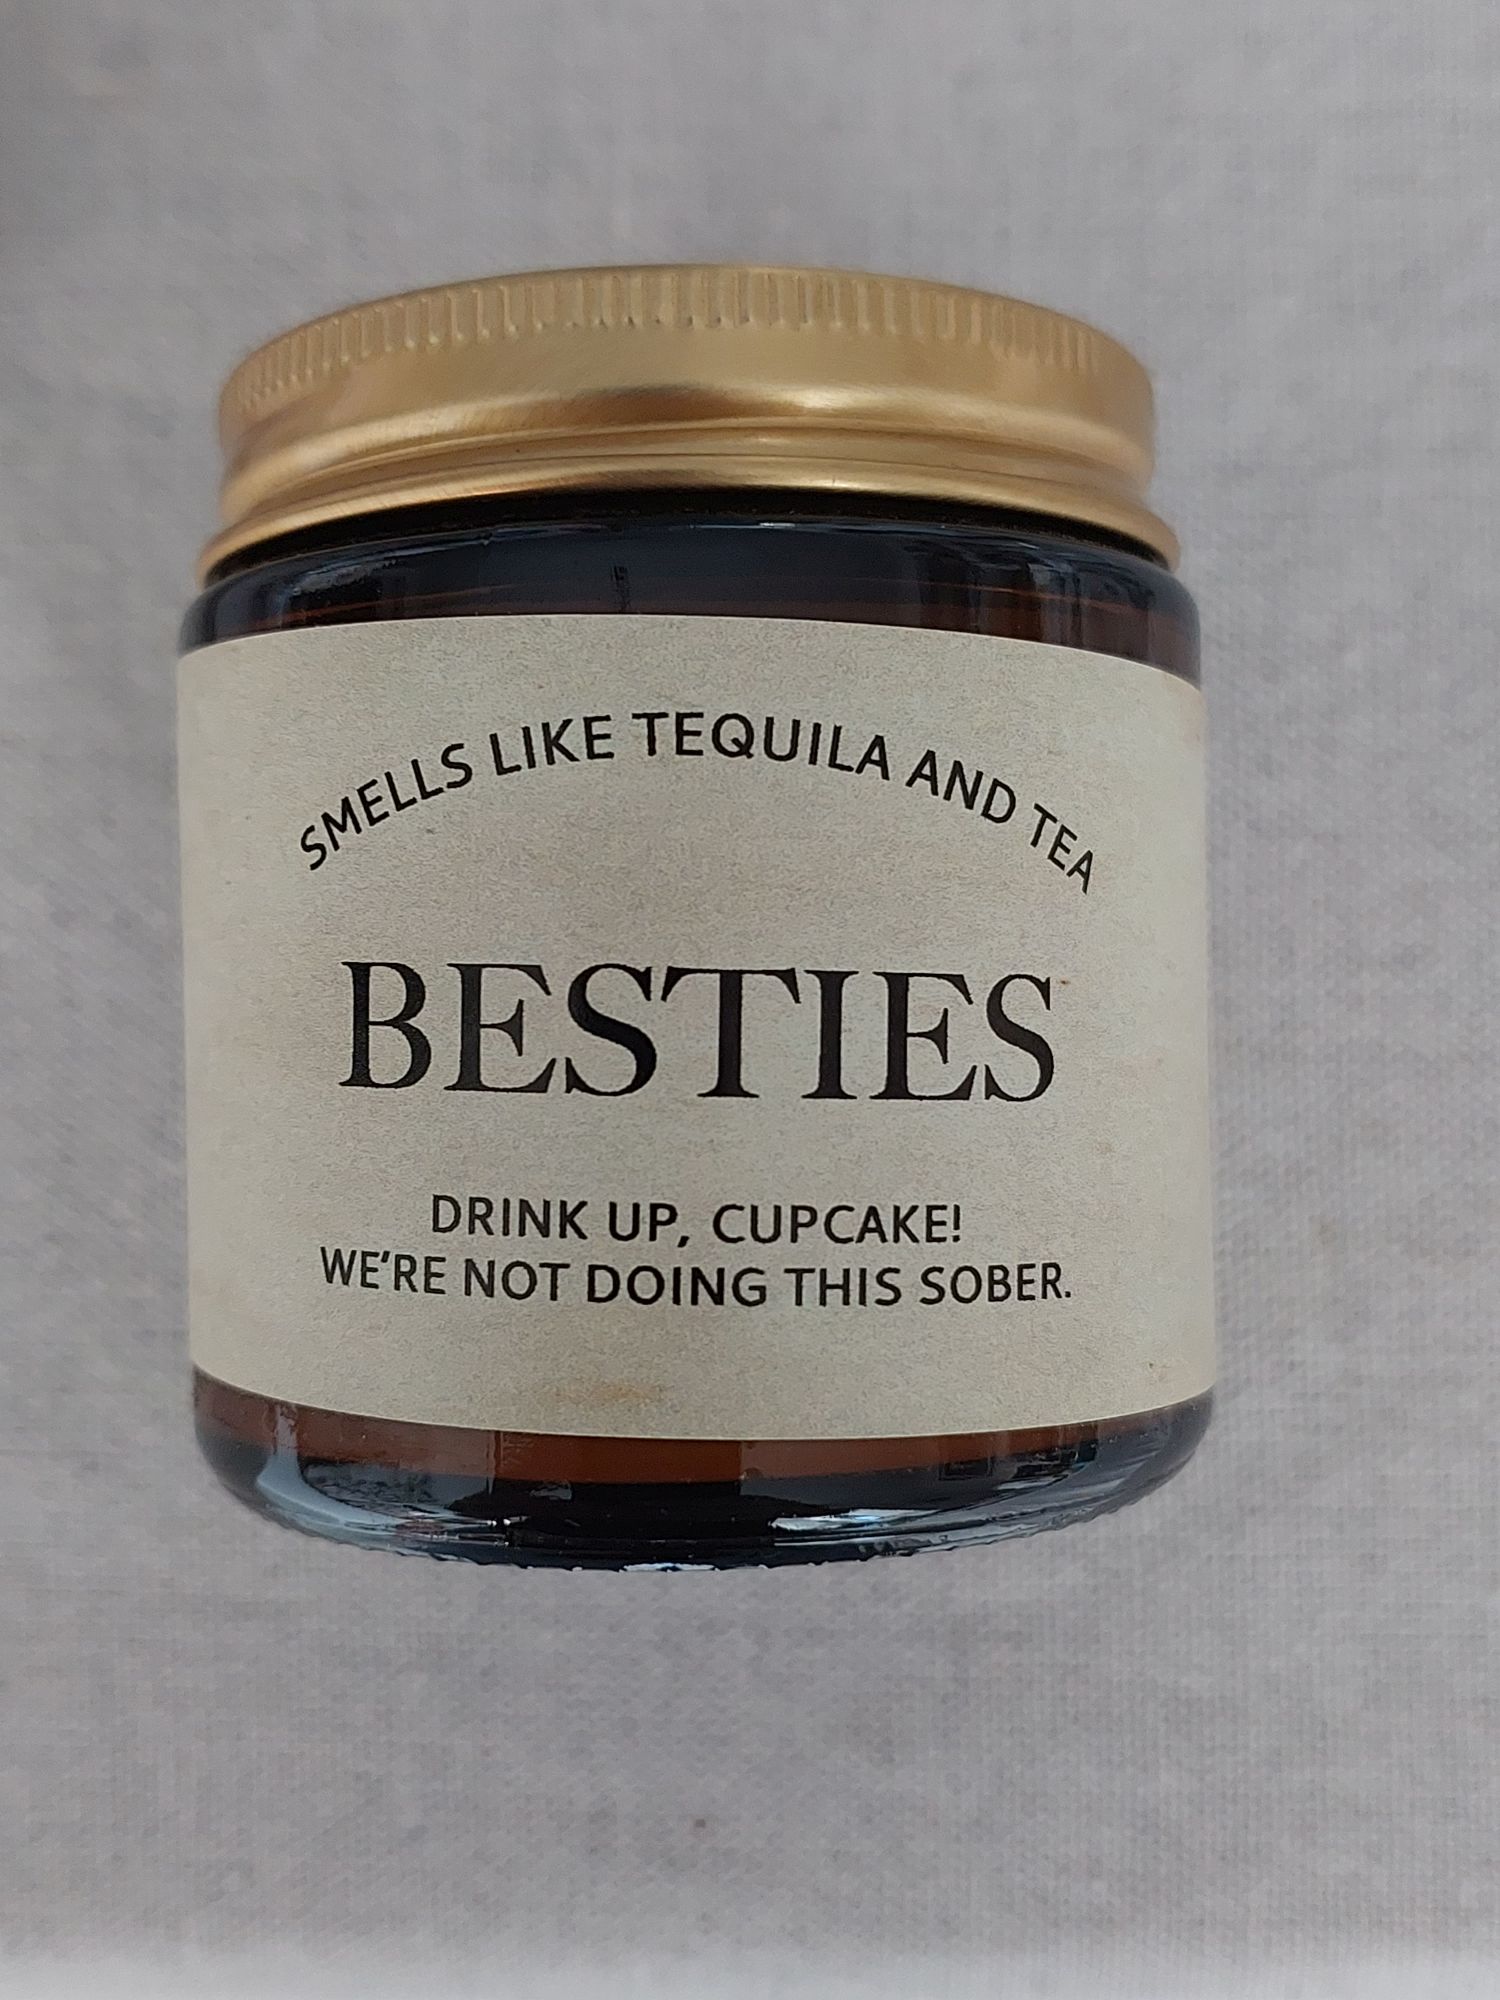 SMELLS LIKE TEQUILA AND TEA
BESTIES
DRINK UP, CUPCAKE!
WE'RE NOT DOING THIS SOBER.